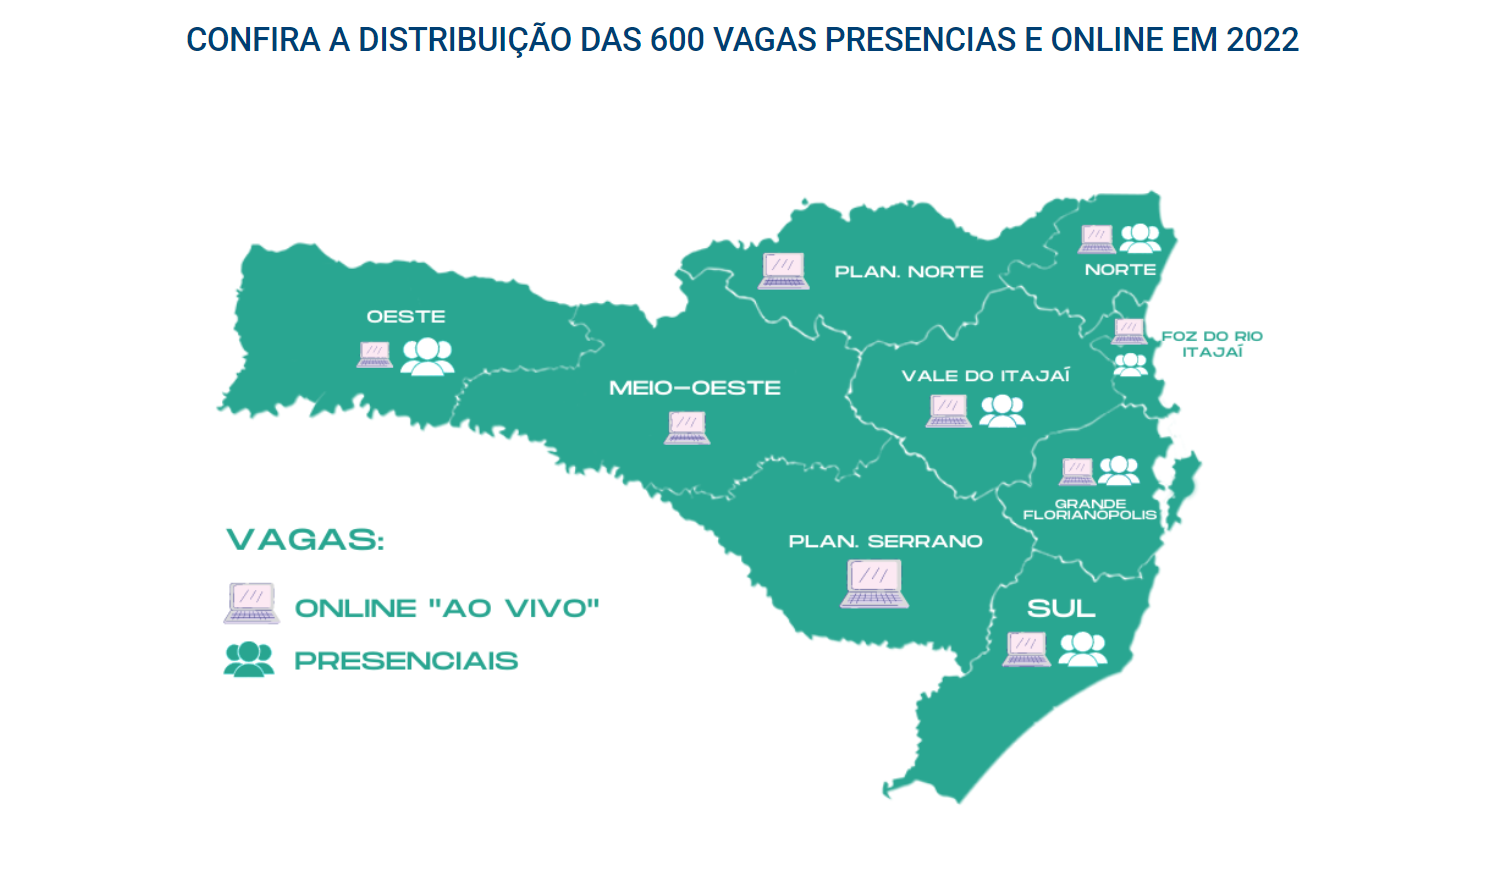 CONFIRA A DISTRIBUIÇÃO DAS 600 VAGAS PRESENCIAS E ONLINE EM 2022
NORTE
PLAN. NORTE
OESTE
FOZ DO RIO
ITAJAÍ
VALE DO ITAJAÍ
MEIO-OESTE
GRANDE
FLORIANÓPOLIS
PLAN. SERRANO
SUL
VAGAS:
ONLINE "AO VIVO"
PRESENCIAIS